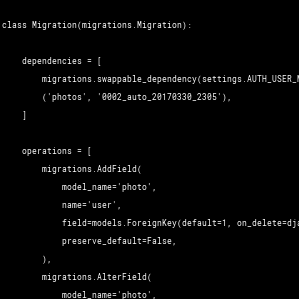 class Migration(migrations.Migration):
dependencies = [
migrations.swappable_dependency(settings.AUTH_USER_M
('photos', '0002_auto_20170330_2305'),
]
operations = [
migrations.AddField(
model_name='photo',
name='user',
field=models.ForeignKey(default=1, on_delete=dja
preserve_default=False,
),
migrations.AlterField(
model_name='photo',